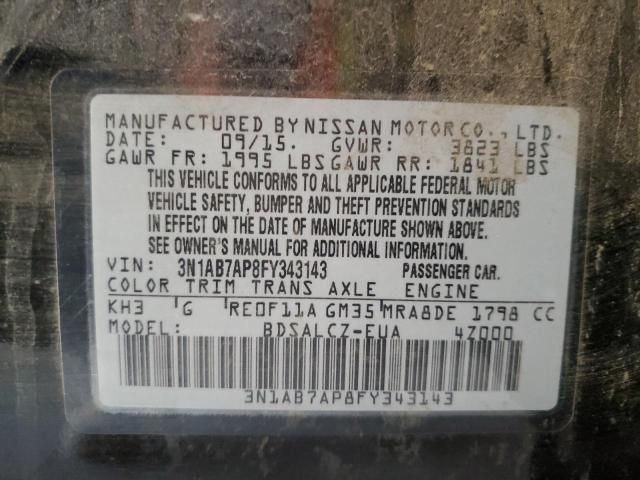 MANUFACTURED BY NISSAN MOTOR CO., LTD.
DATE: 09/15. GVWR: 3823 LBS
GAWR FR: 1995 LBS GAWR RR: 1841 LBS
THIS VEHICLE CONFORMS TO ALL APPLICABLE FEDERAL MOTOR
VEHICLE SAFETY, BUMPER AND THEFT PREVENTION STANDARDS
IN EFFECT ON THE DATE OF MANUFACTURE SHOWN ABOVE.
SEE OWNER'S MANUAL FOR ADDITIONAL INFORMATION.
VIN: 3N1AB7AP8FY343143 PASSENGER CAR.
COLOR TRIM TRANS AXLE ENGINE
KH3 G RE0F11A GM35 MRA8DE 1798 CC
MODEL: BDSALCZ-EUA 4Z000
3N1AB7AP8FY343143